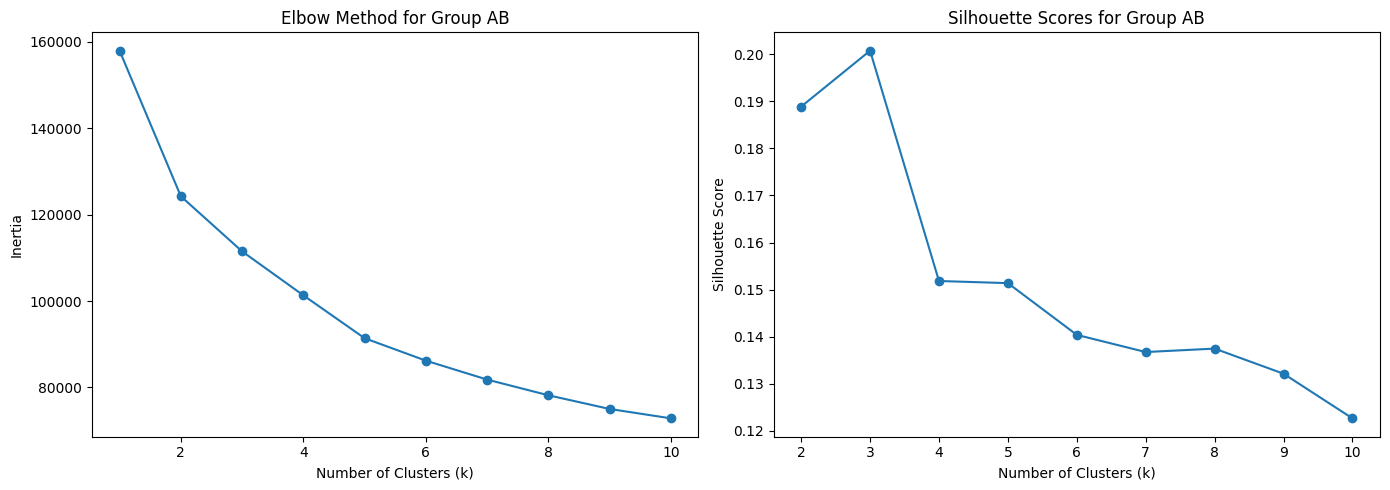 Elbow Method for Group AB
160000
140000
120000
100000
80000
Inertia
2 4 6 8 10
Number of Clusters (k)
Silhouette Scores for Group AB
0.20
0.19
0.18
0.17
0.16
0.15
0.14
0.13
0.12
Silhouette Score
2 3 4 5 6 7 8 9 10
Number of Clusters (k)